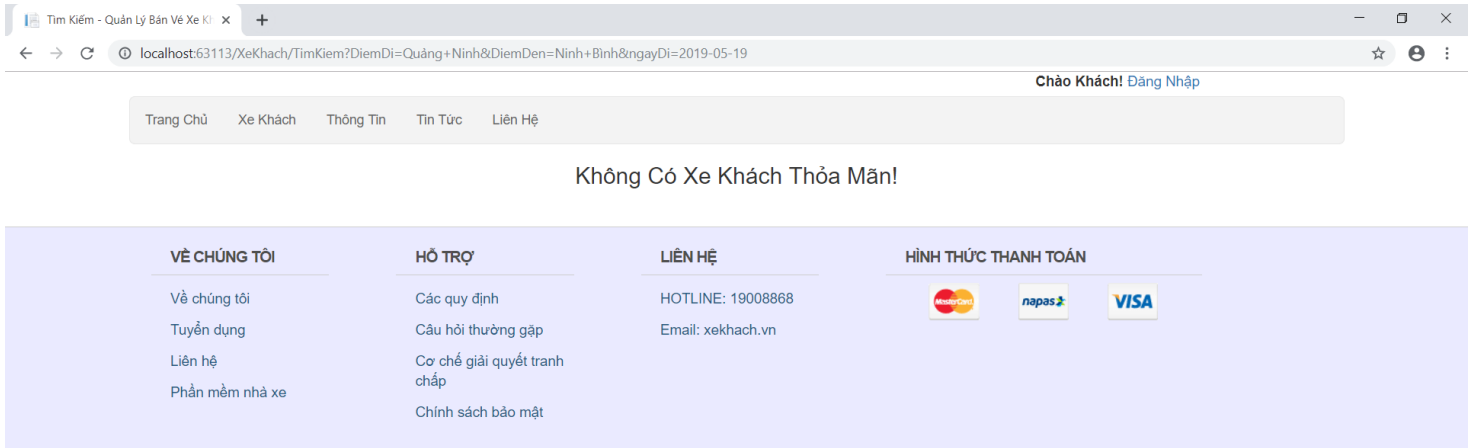 Tìm Kiếm - Quản Lý Bán Vé Xe Kh
localhost:63113/XeKhach/TimKiem?DiemDi=Quảng+Ninh&DiemDen=Ninh+Bình&ngayDi=2019-05-19
Chào Khách! Đăng Nhập
Trang Chủ Xe Khách Thông Tin Tin Tức Liên Hệ
Không Có Xe Khách Thỏa Mãn!
VỀ CHÚNG TÔI
Về chúng tôi
Tuyển dụng
Liên hệ
Phần mềm nhà xe
HỖ TRỢ
Các quy định
Câu hỏi thường gặp
Cơ chế giải quyết tranh
chấp
Chính sách bảo mật
LIÊN HỆ
HOTLINE: 19008868
Email: xekhach.vn
HÌNH THỨC THANH TOÁN
MasterCard napas VISA